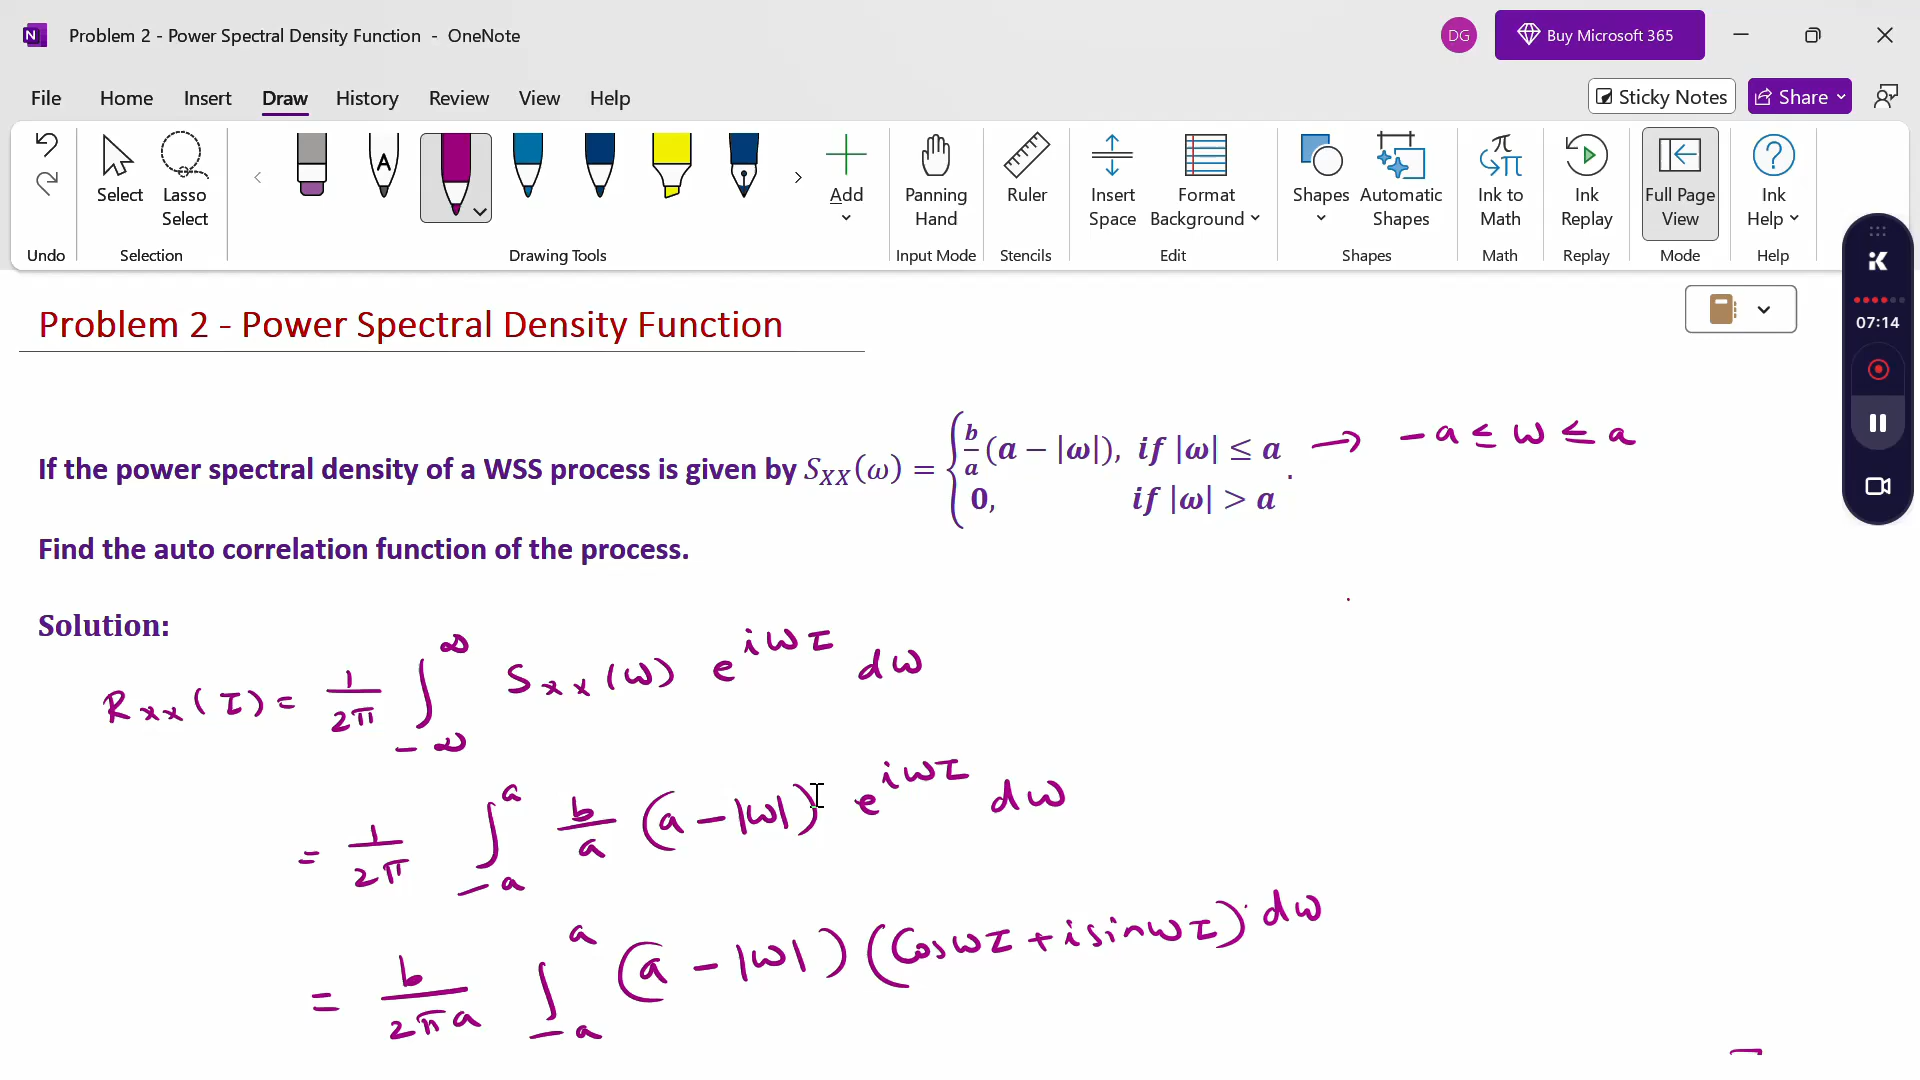 Problem 2 - Power Spectral Density Function - OneNote
DG
Buy Microsoft 365
File Home Insert Draw History Review View Help
Sticky Notes
Share
Select
Lasso Select
Add
Panning Hand
Ruler
Insert Space
Format Background
Shapes
Automatic Shapes
Ink to Math
Ink Replay
Full Page View
Ink Help
Undo Selection Drawing Tools Input Mode Stencils Edit Shapes Math Replay Mode Help
07:14
Problem 2 - Power Spectral Density Function
If the power spectral density of a WSS process is given by S_XX(ω) = { b/a (a − |ω|), if |ω| ≤ a → -a ≤ ω ≤ a
0, if |ω| > a .
Find the auto correlation function of the process.
Solution:
R_xx(τ) = 1/2π ∫_{-∞}^{∞} S_xx(ω) e^{iωτ} dω
= 1/2π ∫_{-a}^{a} b/a (a - |ω|) e^{iωτ} dω
= b/2πa ∫_{-a}^{a} (a - |ω|) (cosωτ + i sinωτ) dω